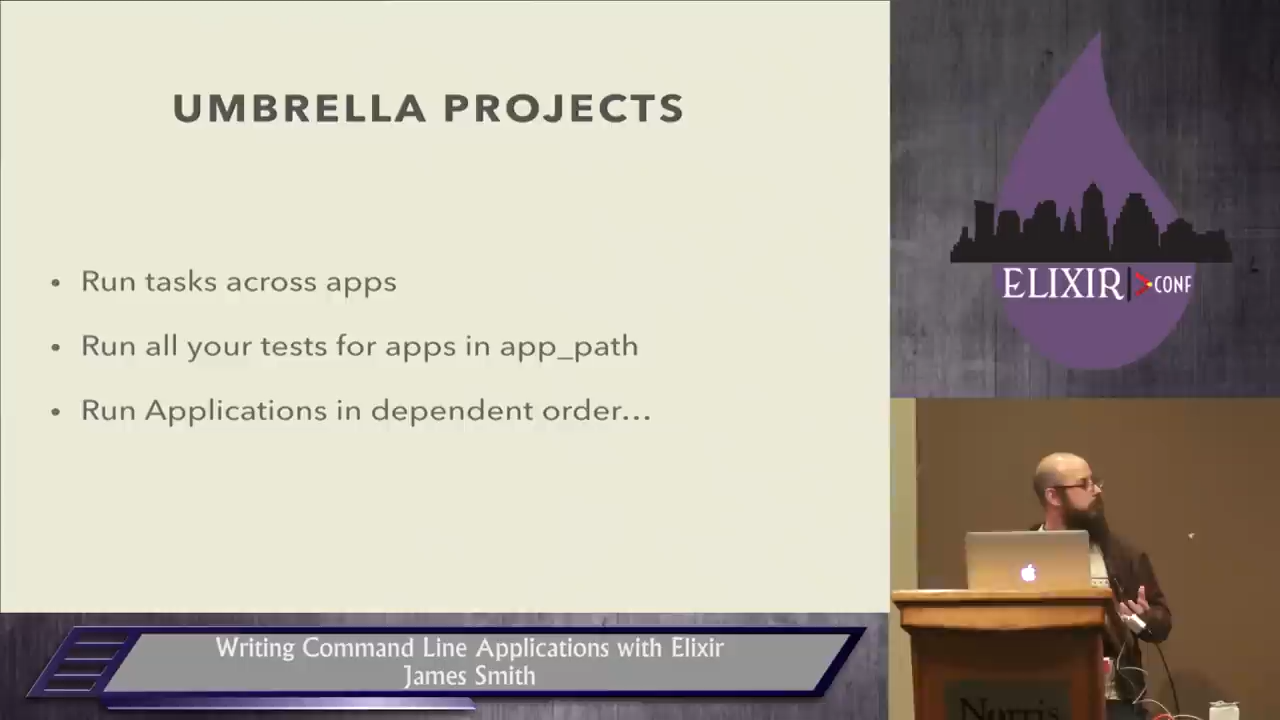 UMBRELLA PROJECTS
• Run tasks across apps
• Run all your tests for apps in app_path
• Run Applications in dependent order...
ELIXIR CONF
Writing Command Line Applications with Elixir
James Smith
Norris